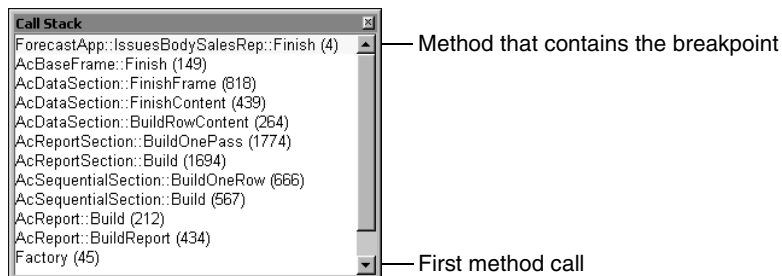 Call Stack
ForecastApp::IssuesBodySalesRep::Finish (4)
Method that contains the breakpoint
AcBaseFrame::Finish (149)
AcDataSection::FinishFrame (818)
AcDataSection::FinishContent (439)
AcDataSection::BuildRowContent (264)
AcReportSection::BuildOnePass (1774)
AcReportSection::Build (1694)
AcSequentialSection::BuildOneRow (666)
AcSequentialSection::Build (567)
AcReport::Build (212)
AcReport::BuildReport (434)
Factory (45)
First method call